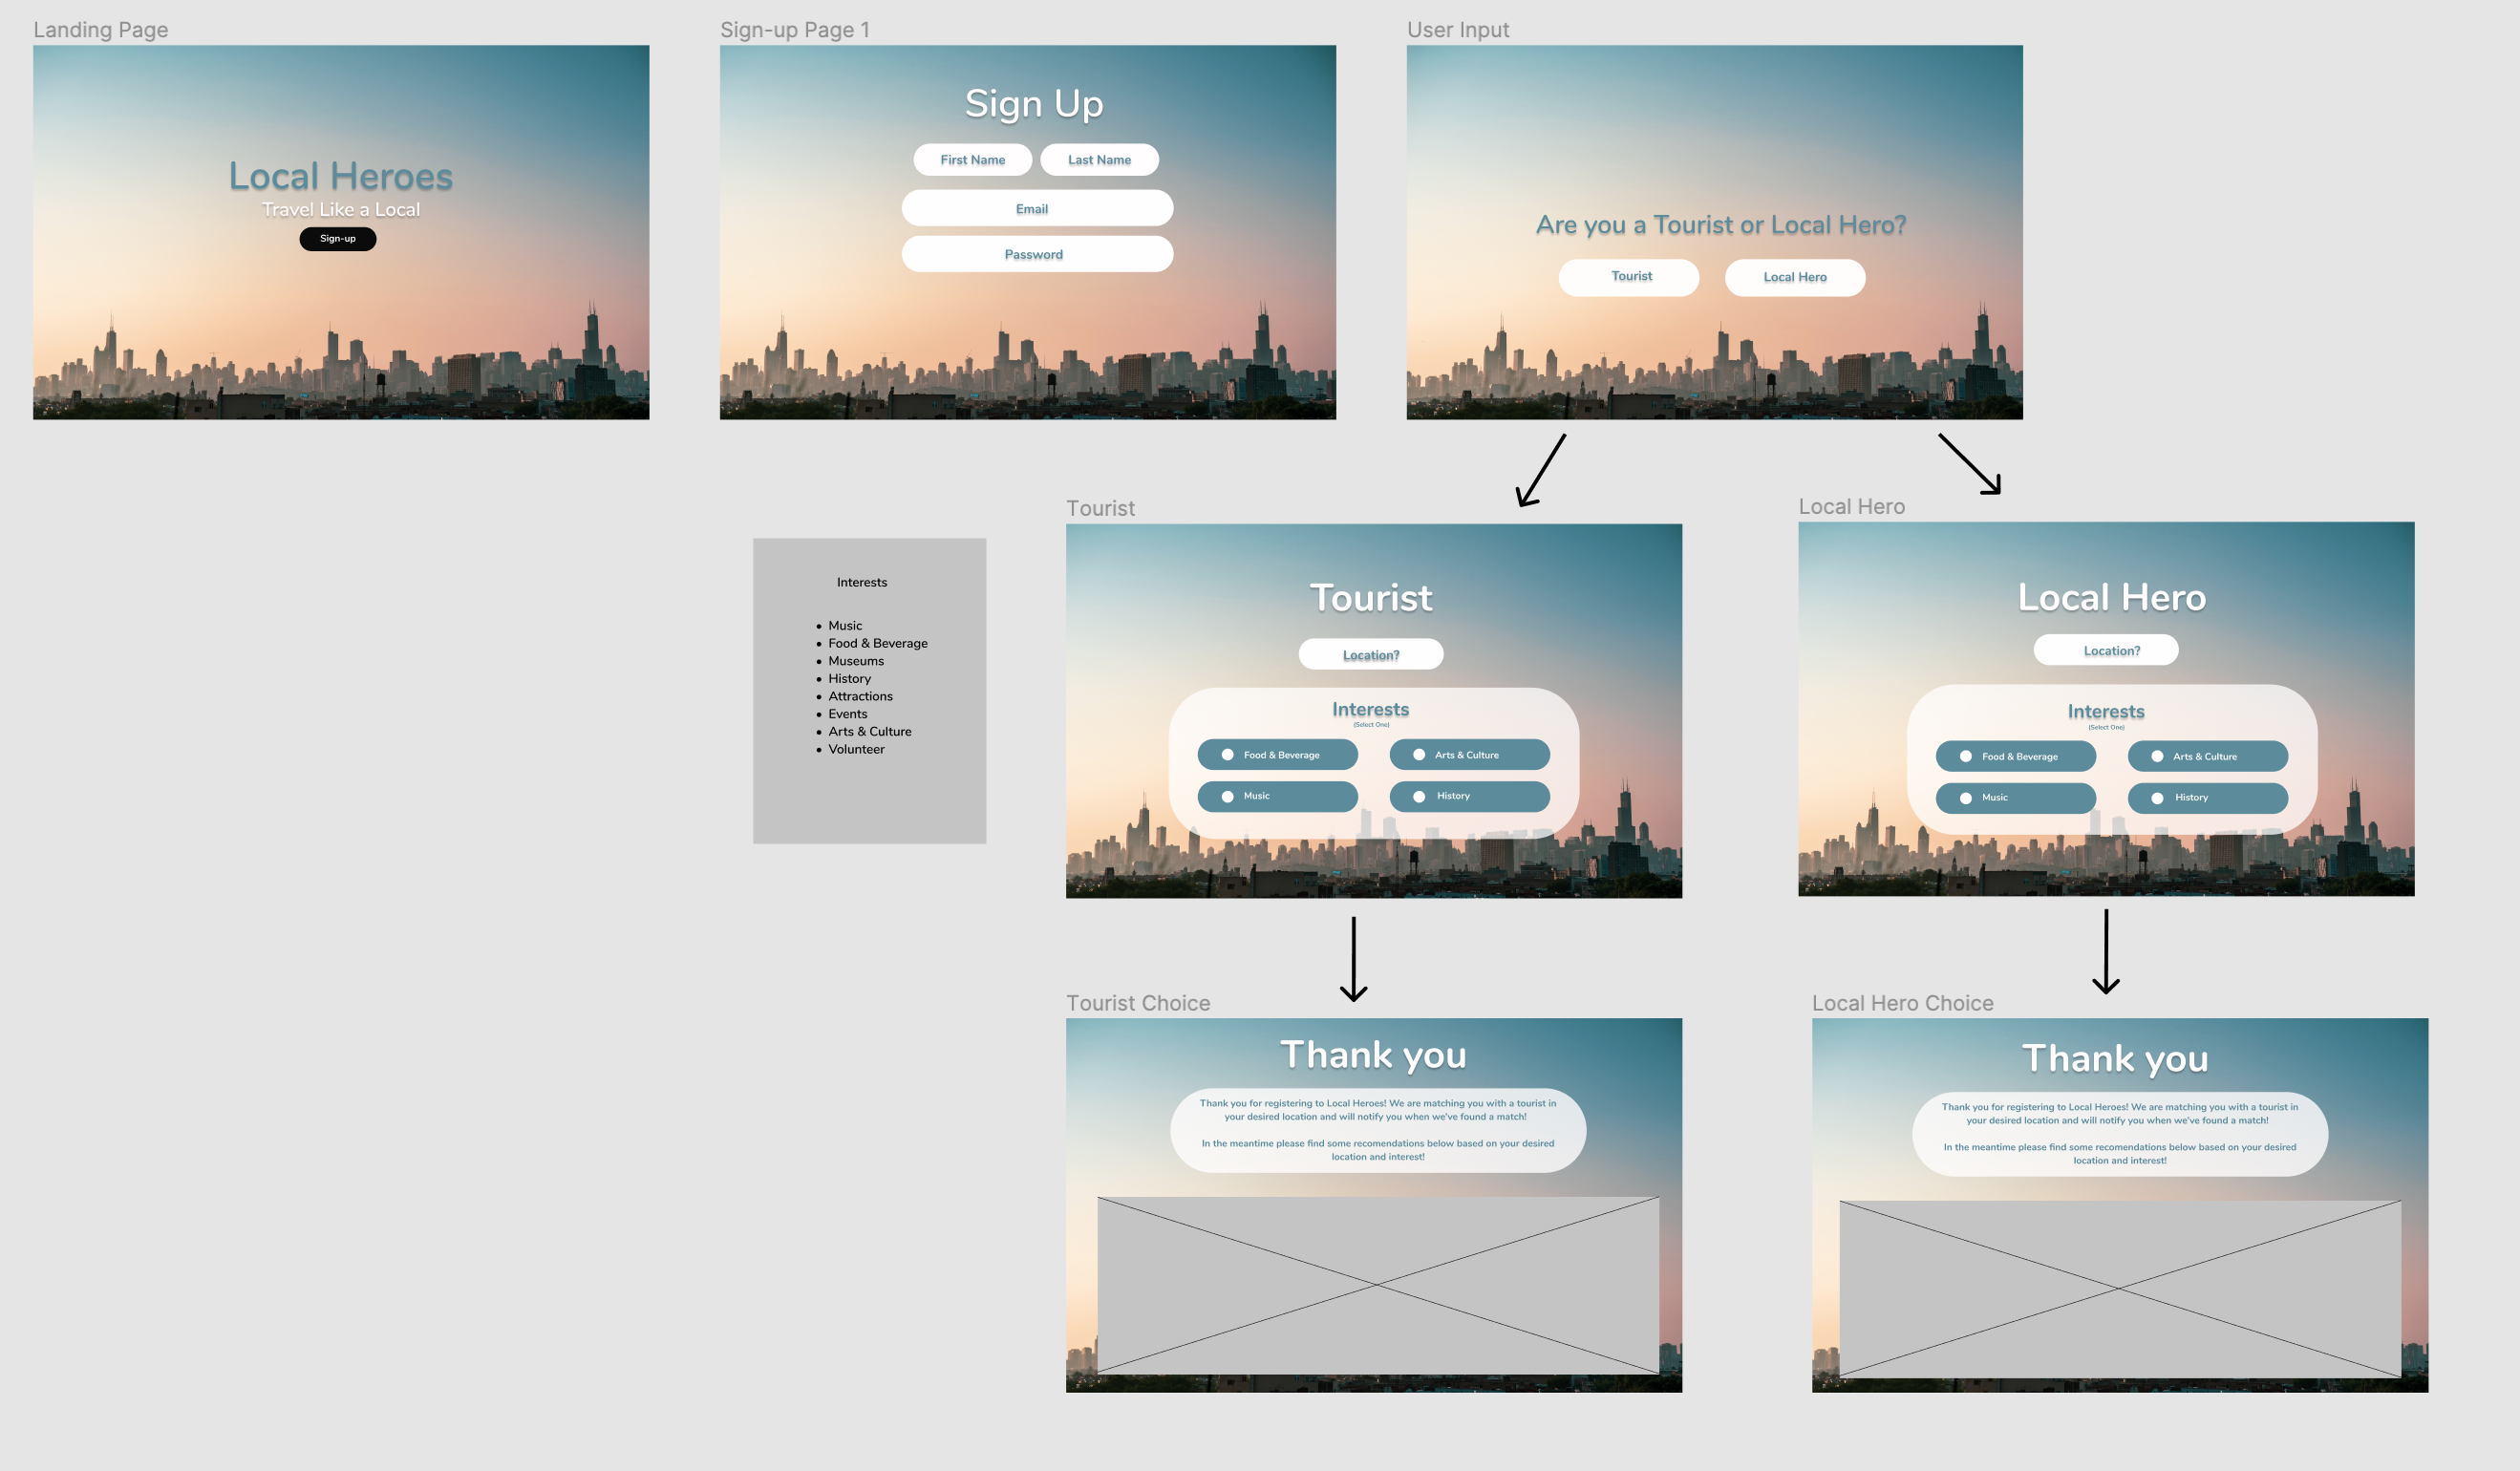 Landing Page
Local Heroes
Travel Like a Local
Sign-up
Sign-up Page 1
Sign Up
First Name
Last Name
Email
Password
User Input
Are you a Tourist or Local Hero?
Tourist
Local Hero
Interests
Music
Food & Beverage
Museums
History
Attractions
Events
Arts & Culture
Volunteer
Tourist
Tourist
Location?
Interests
(Select One)
Food & Beverage
Arts & Culture
Music
History
Local Hero
Local Hero
Location?
Interests
(Select One)
Food & Beverage
Arts & Culture
Music
History
Tourist Choice
Thank you
Thank you for registering to Local Heroes! We are matching you with a tourist in
your desired location and will notify you when we've found a match!
In the meantime please find some recomendations below based on your desired
location and interest!
Local Hero Choice
Thank you
Thank you for registering to Local Heroes! We are matching you with a tourist in
your desired location and will notify you when we've found a match!
In the meantime please find some recomendations below based on your desired
location and interest!